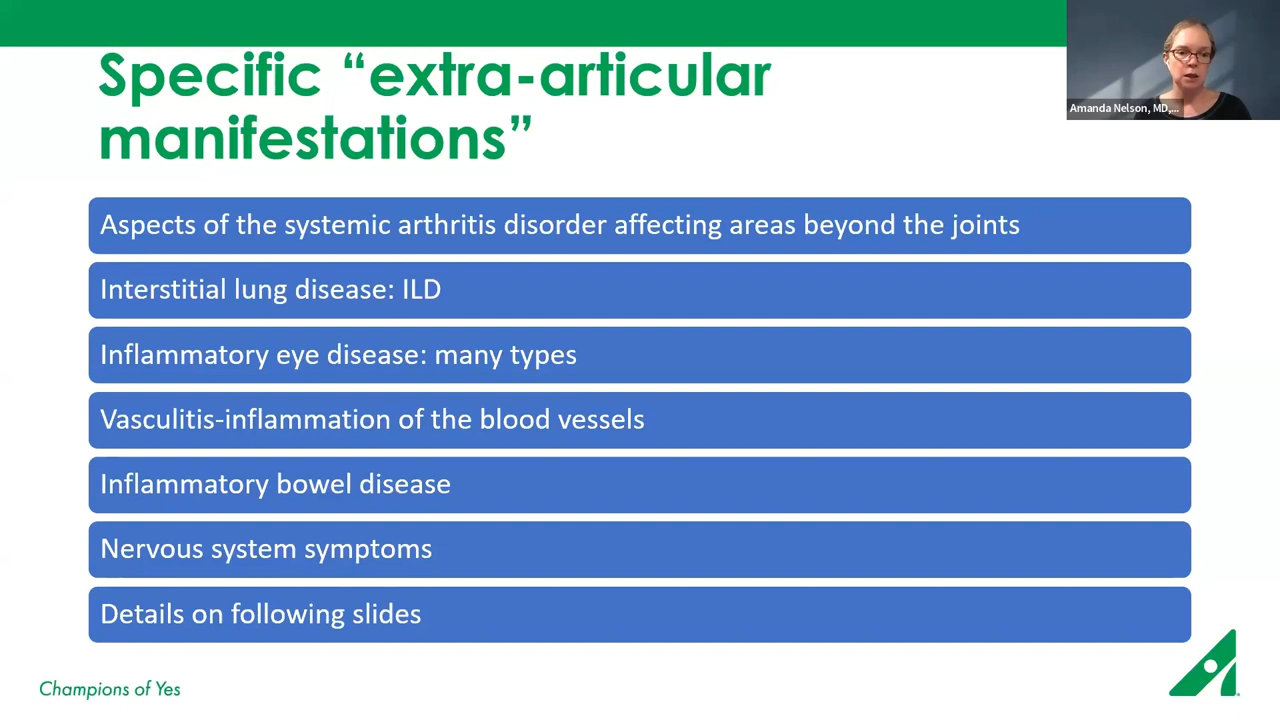 Specific “extra-articular
manifestations”
Amanda Nelson, MD,...
Aspects of the systemic arthritis disorder affecting areas beyond the joints
Interstitial lung disease: ILD
Inflammatory eye disease: many types
Vasculitis-inflammation of the blood vessels
Inflammatory bowel disease
Nervous system symptoms
Details on following slides
Champions of Yes